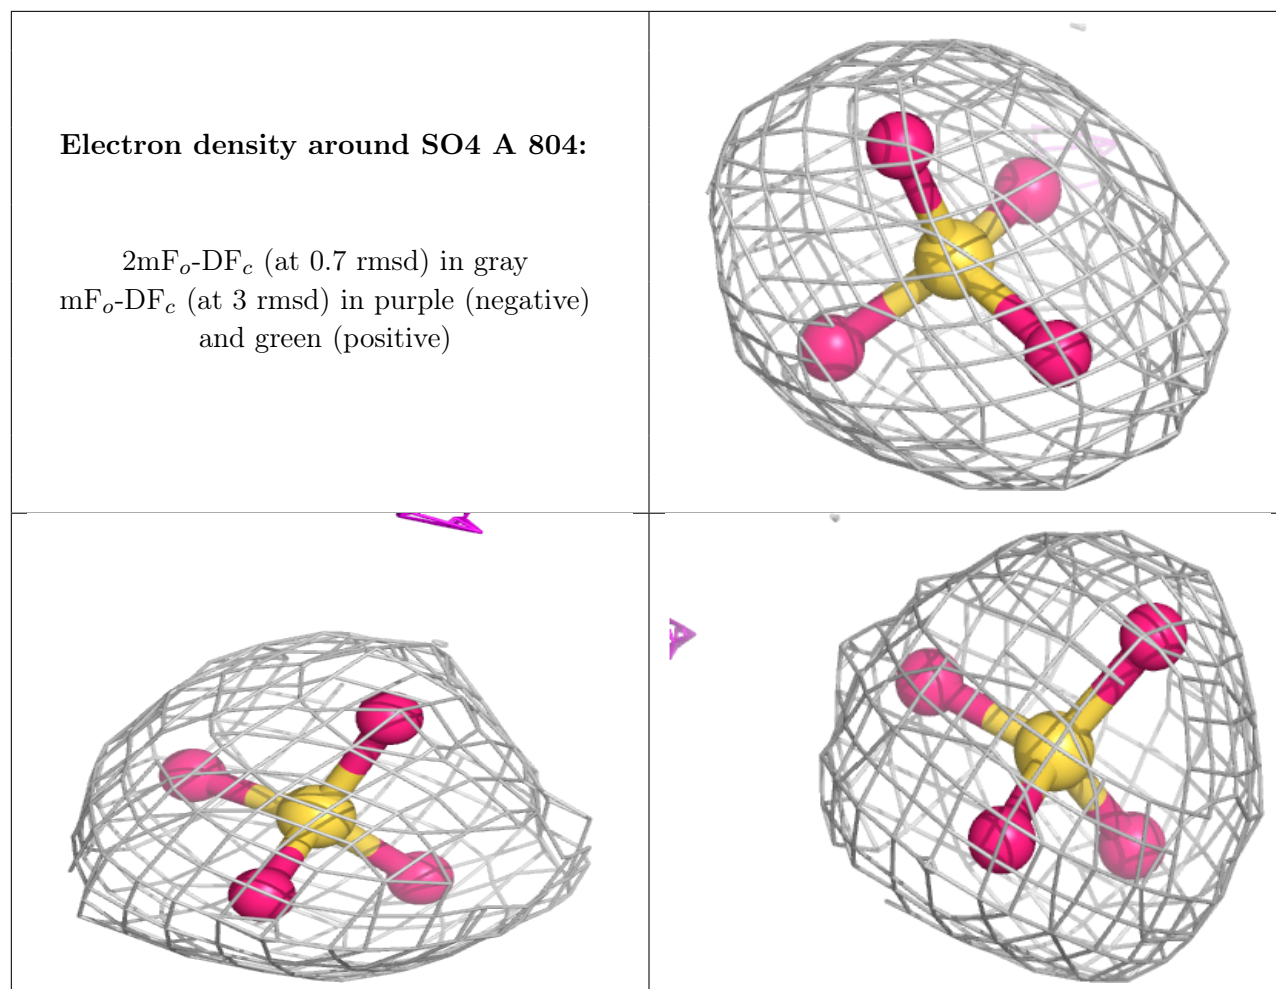 Electron density around SO4 A 804:
2mFₒ-DF𝒸 (at 0.7 rmsd) in gray
mFₒ-DF𝒸 (at 3 rmsd) in purple (negative)
and green (positive)